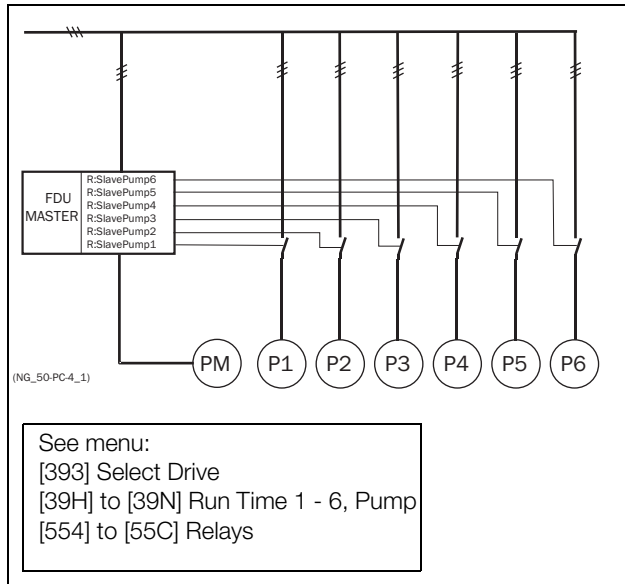 R:SlavePump6
R:SlavePump5
R:SlavePump4
R:SlavePump3
R:SlavePump2
R:SlavePump1
FDU
MASTER
PM
P1
P2
P3
P4
P5
P6
(NG_50-PC-4_1)
See menu:
[393] Select Drive
[39H] to [39N] Run Time 1 - 6, Pump
[554] to [55C] Relays